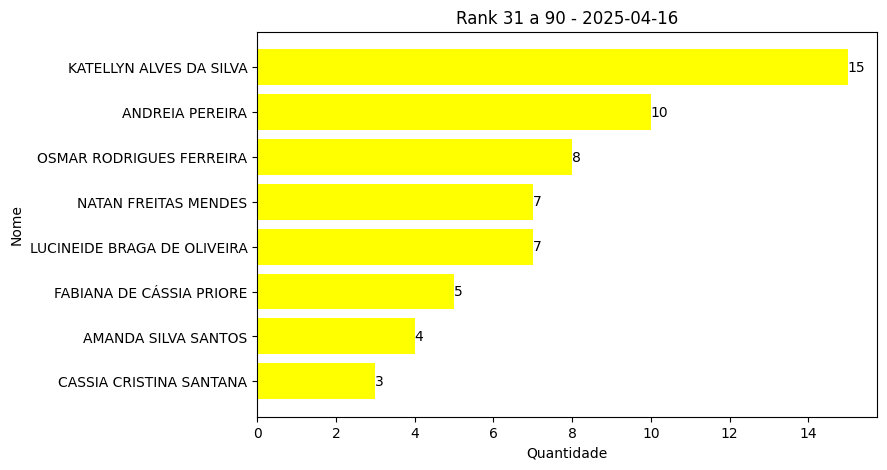 Rank 31 a 90 - 2025-04-16
KATELLYN ALVES DA SILVA 15
ANDREIA PEREIRA 10
OSMAR RODRIGUES FERREIRA 8
NATAN FREITAS MENDES 7
LUCINEIDE BRAGA DE OLIVEIRA 7
FABIANA DE CÁSSIA PRIORE 5
AMANDA SILVA SANTOS 4
CASSIA CRISTINA SANTANA 3
Nome
0 2 4 6 8 10 12 14
Quantidade